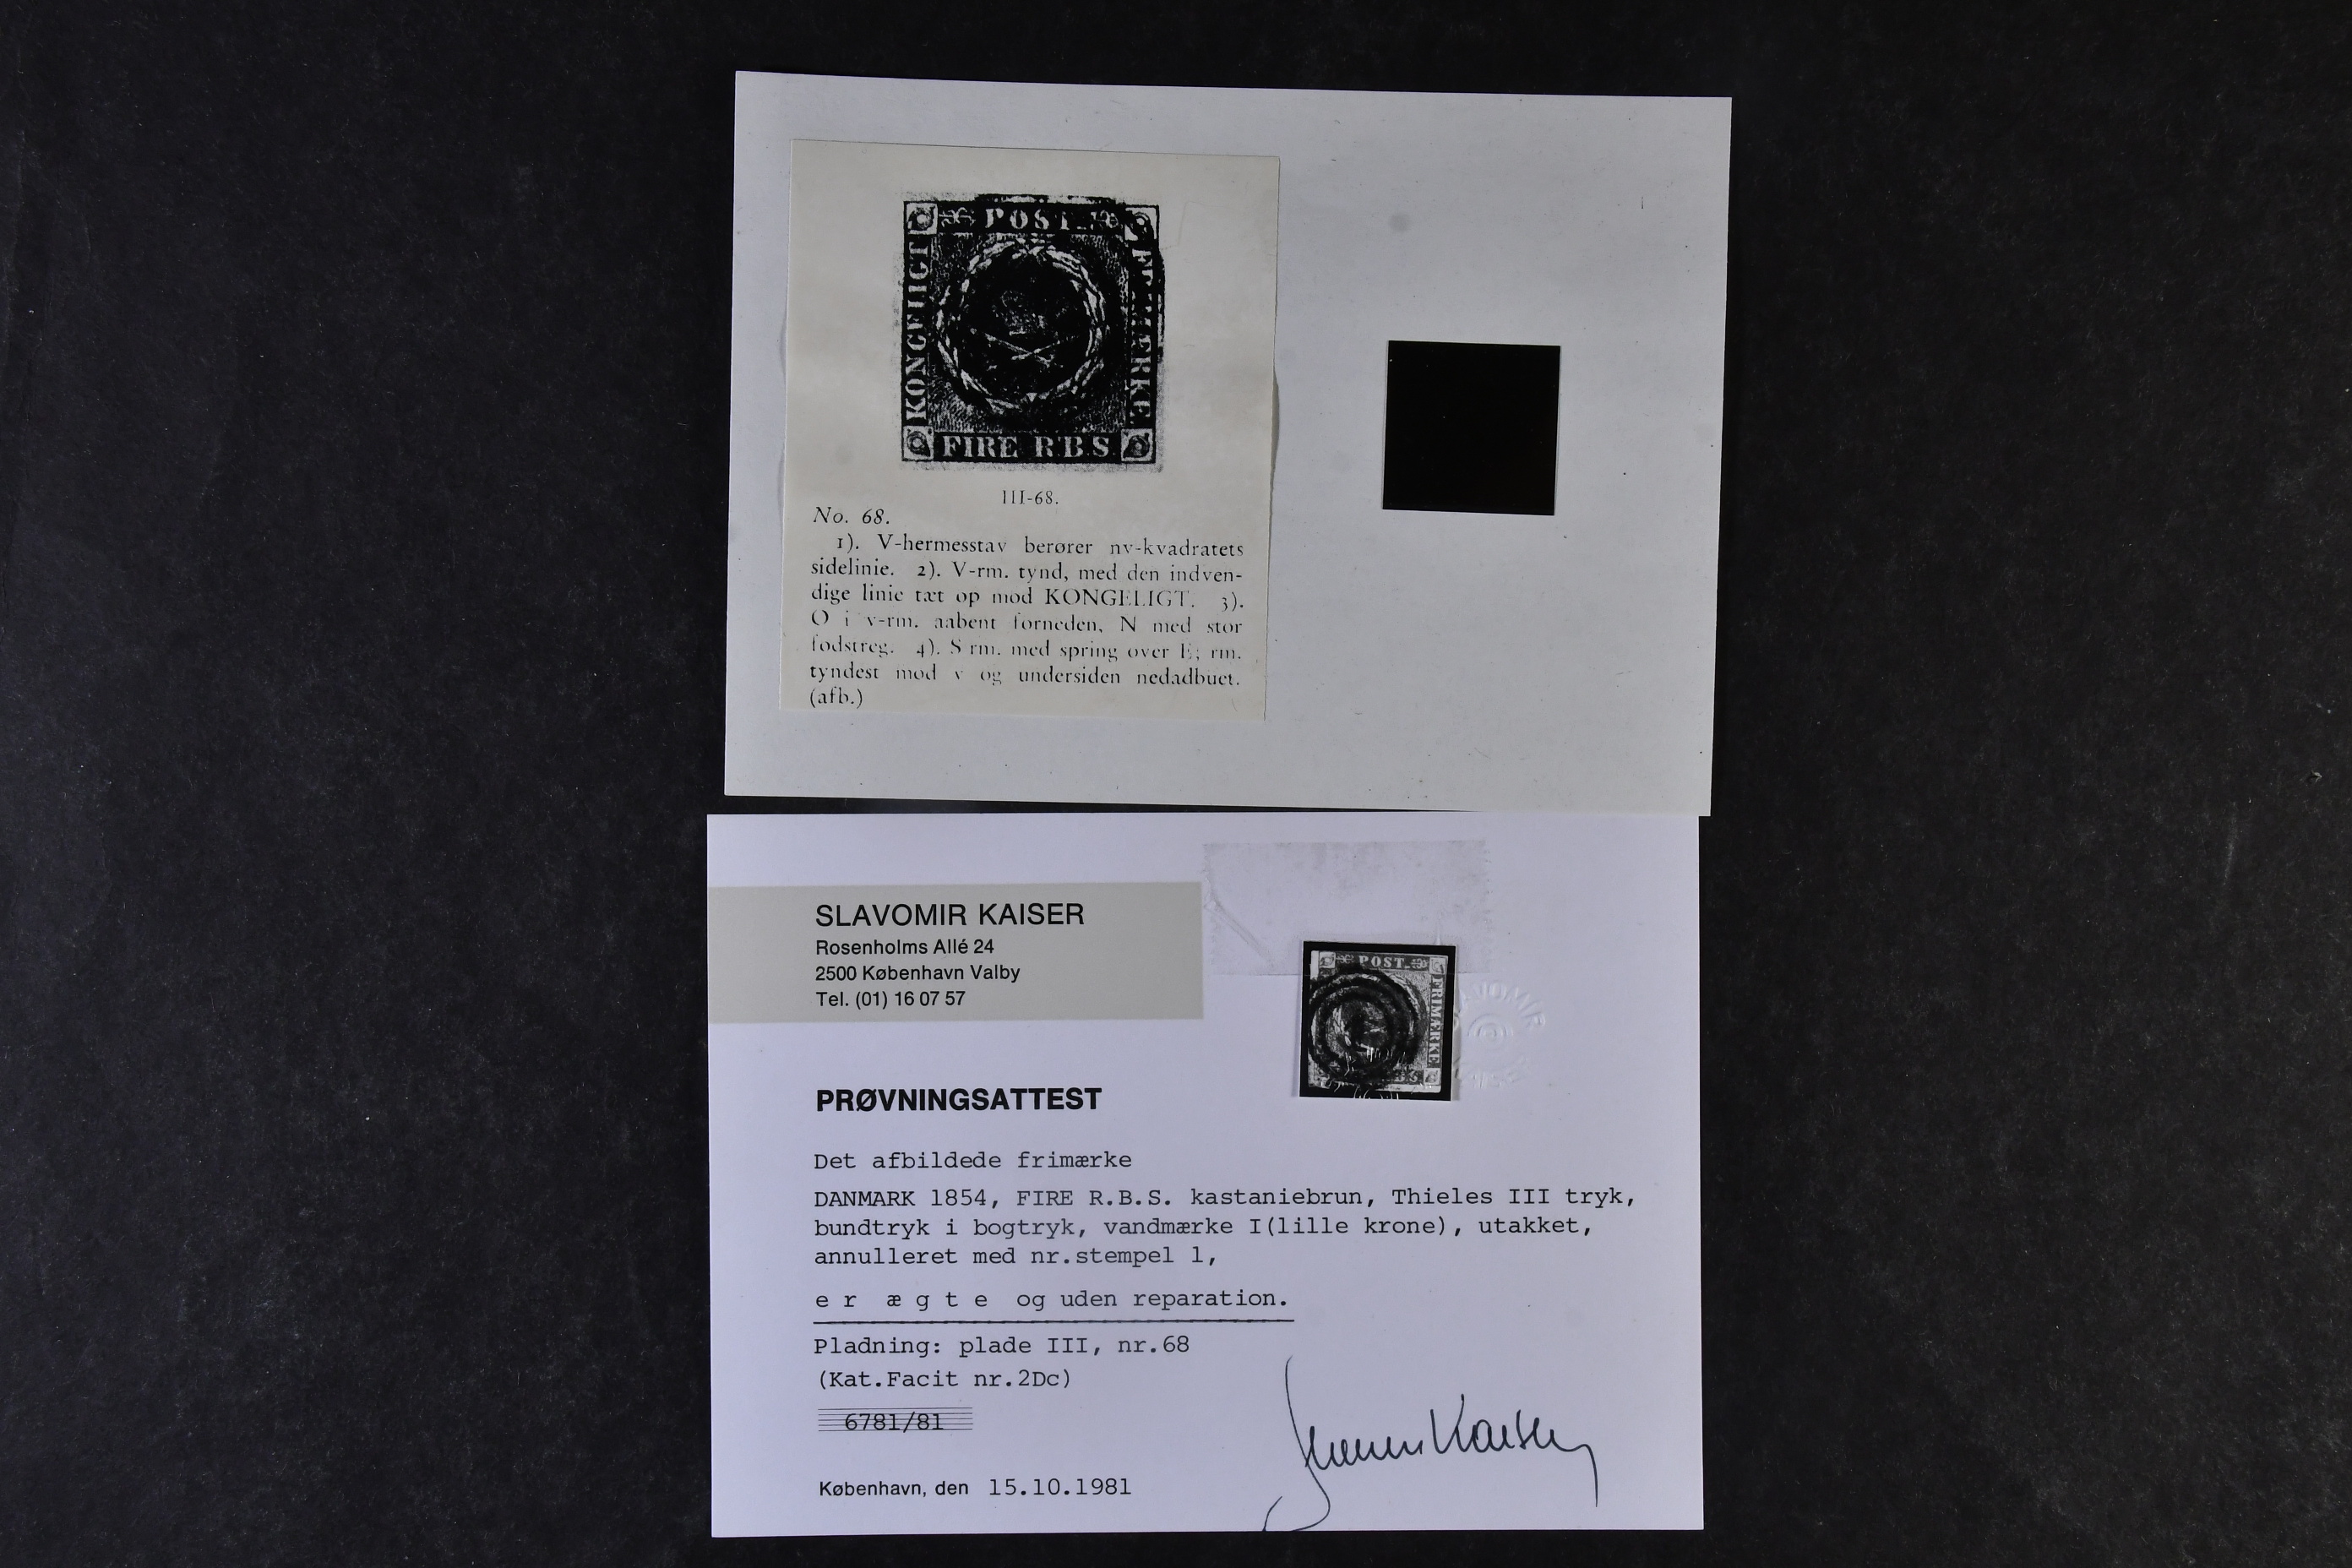 POST.
KONGELIGT
FRMÆRKE
FIRE R.B.S
III-68.
No. 68.
1). V-hermesstav berører nv-kvadratets
sidelinie. 2). V-rm. tynd, med den indven-
dige linie tæt op mod KONGELIGT. 3).
O i v-rm. aabent forneden, N med stor
fodstreg. 4). S rm. med spring over E; rm.
tyndest mod v og undersiden nedadbuet.
(afb.)
SLAVOMIR KAISER
Rosenholms Allé 24
2500 København Valby
Tel. (01) 16 07 57
POST.
FRIMÆRKE
SLAVOMIR
PRØVNINGSATTEST
Det afbildede frimærke
DANMARK 1854, FIRE R.B.S. kastaniebrun, Thieles III tryk,
bundtryk i bogtryk, vandmærke I(lille krone), utakket,
annulleret med nr.stempel 1,
er ægte og uden reparation.
Pladning: plade III, nr.68
(Kat.Facit nr.2Dc)
6781/81
København, den 15.10.1981